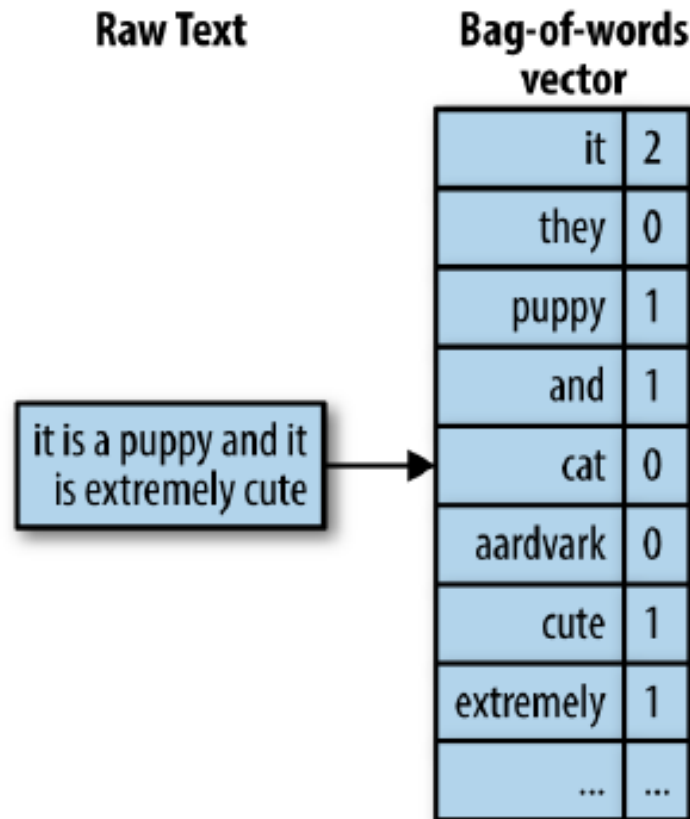 Raw Text
Bag-of-words
vector
it is a puppy and it
is extremely cute
it 2
they 0
puppy 1
and 1
cat 0
aardvark 0
cute 1
extremely 1
... ...